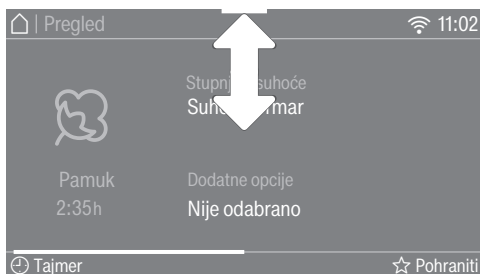 | Pregled
11:02
suhoće
Pamuk
2:35h
Dodatne opcije
Nije odabrano
Tajmer
Pohraniti